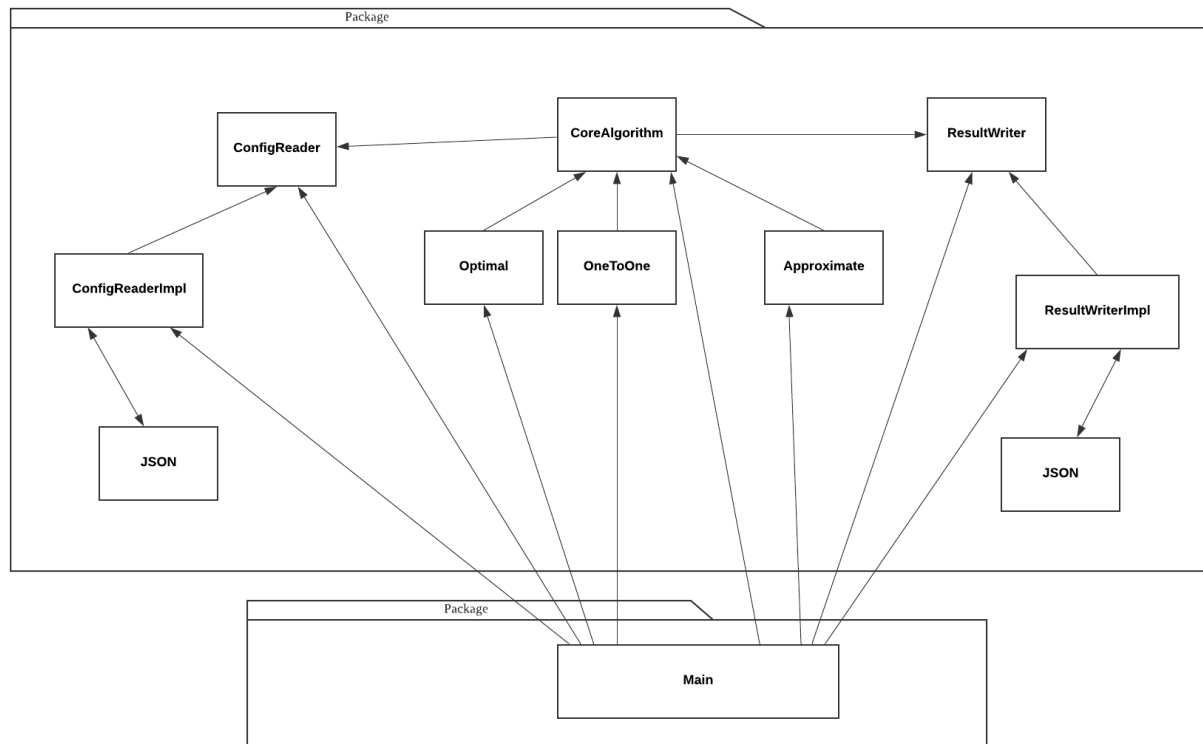 Package
CoreAlgorithm
ResultWriter
ConfigReader
Optimal
OneToOne
Approximate
ConfigReaderImpl
ResultWriterImpl
JSON
JSON
Package
Main